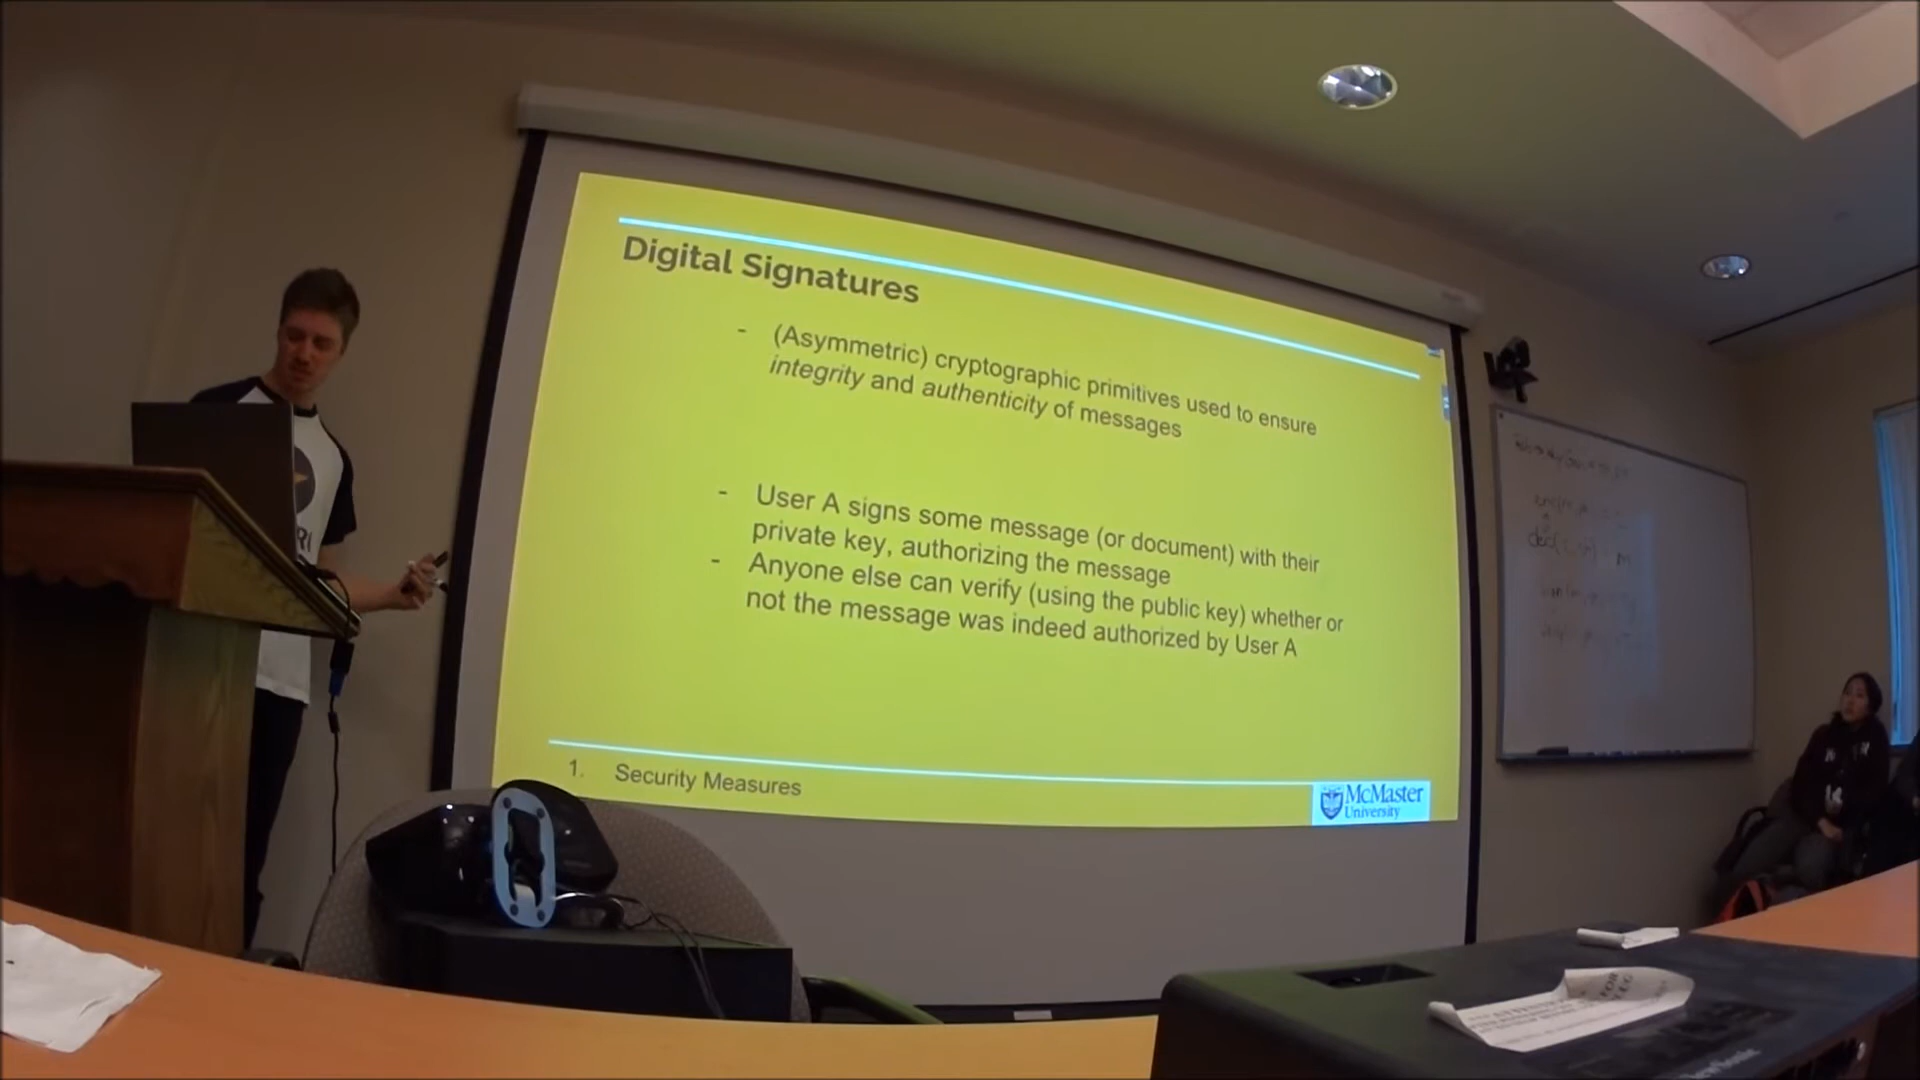 Digital Signatures
- (Asymmetric) cryptographic primitives used to ensure
integrity and authenticity of messages
- User A signs some message (or document) with their
private key, authorizing the message
- Anyone else can verify (using the public key) whether or
not the message was indeed authorized by User A
1. Security Measures
McMaster
University